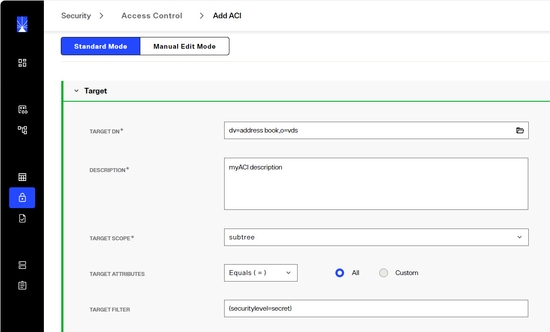 Security > Access Control > Add ACI
Standard Mode Manual Edit Mode
Target
TARGET DN* dv=address book,o=vds
DESCRIPTION* myACI description
TARGET SCOPE* subtree
TARGET ATTRIBUTES Equals ( = ) All Custom
TARGET FILTER (securitylevel=secret)